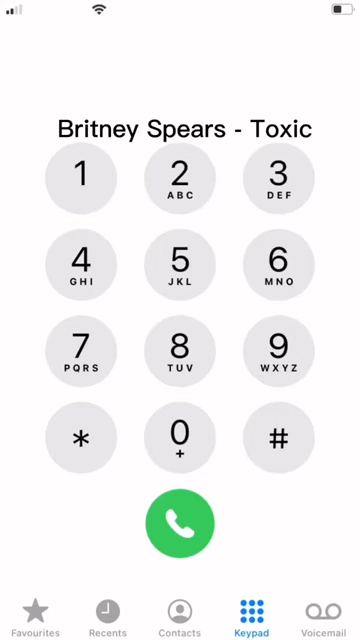 Britney Spears - Toxic
1 2 3
ABC DEF
4 5 6
GHI JKL MNO
7 8 9
PQRS TUV WXYZ
* 0 #
+
Favourites Recents Contacts Keypad Voicemail